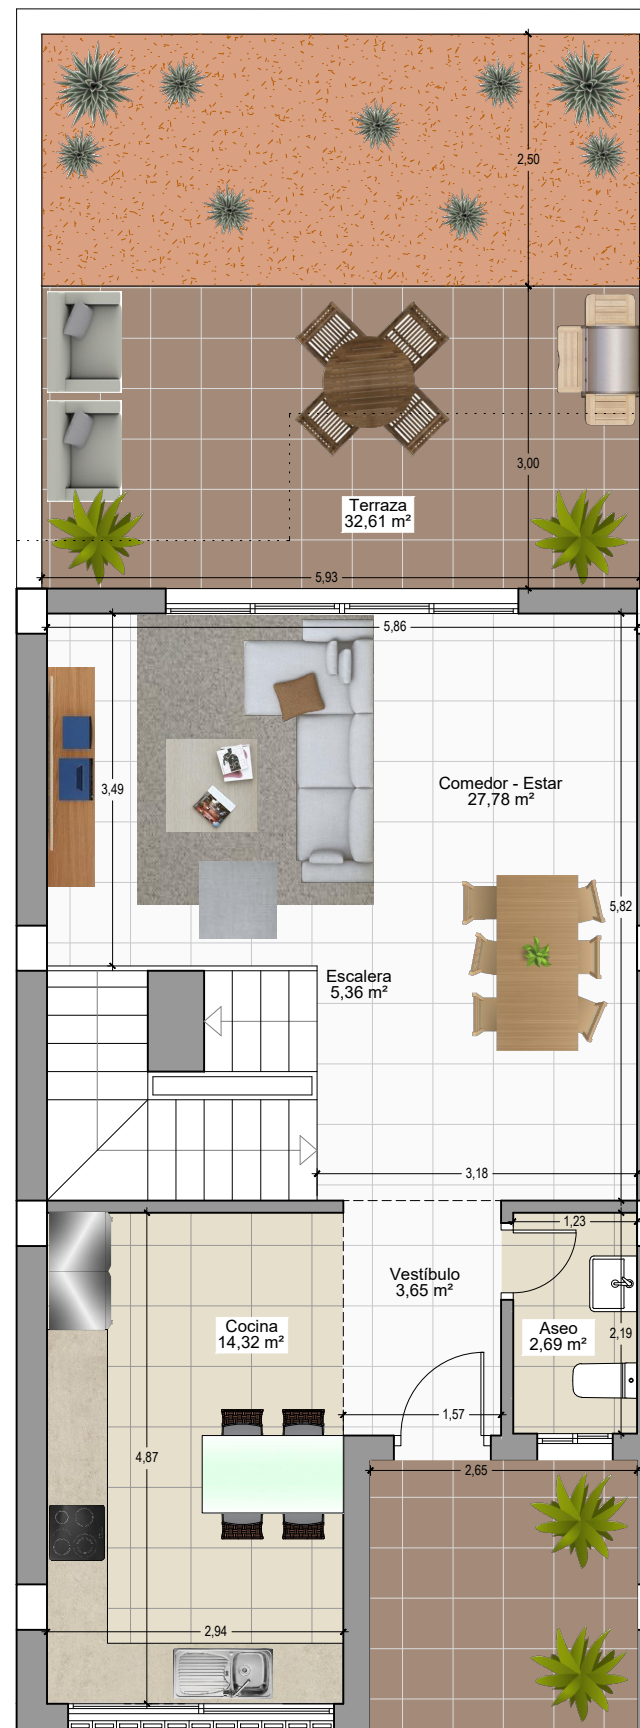 2,50
3,00
Terraza
32,61 m²
5,93
5,86
3,49
Comedor - Estar
27,78 m²
5,82
Escalera
5,36 m²
3,18
1,23
Vestíbulo
3,65 m²
Cocina
14,32 m²
Aseo
2,69 m²
2,19
1,57
4,87
2,65
2,94